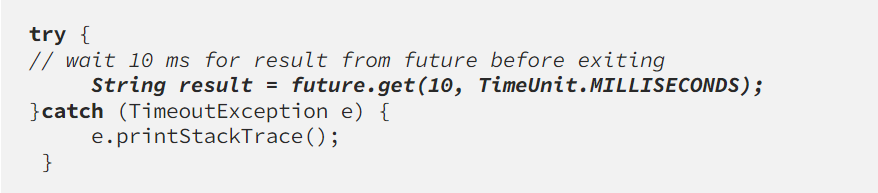 try {
// wait 10 ms for result from future before exiting
     String result = future.get(10, TimeUnit.MILLISECONDS);
}catch (TimeoutException e) {
     e.printStackTrace();
 }